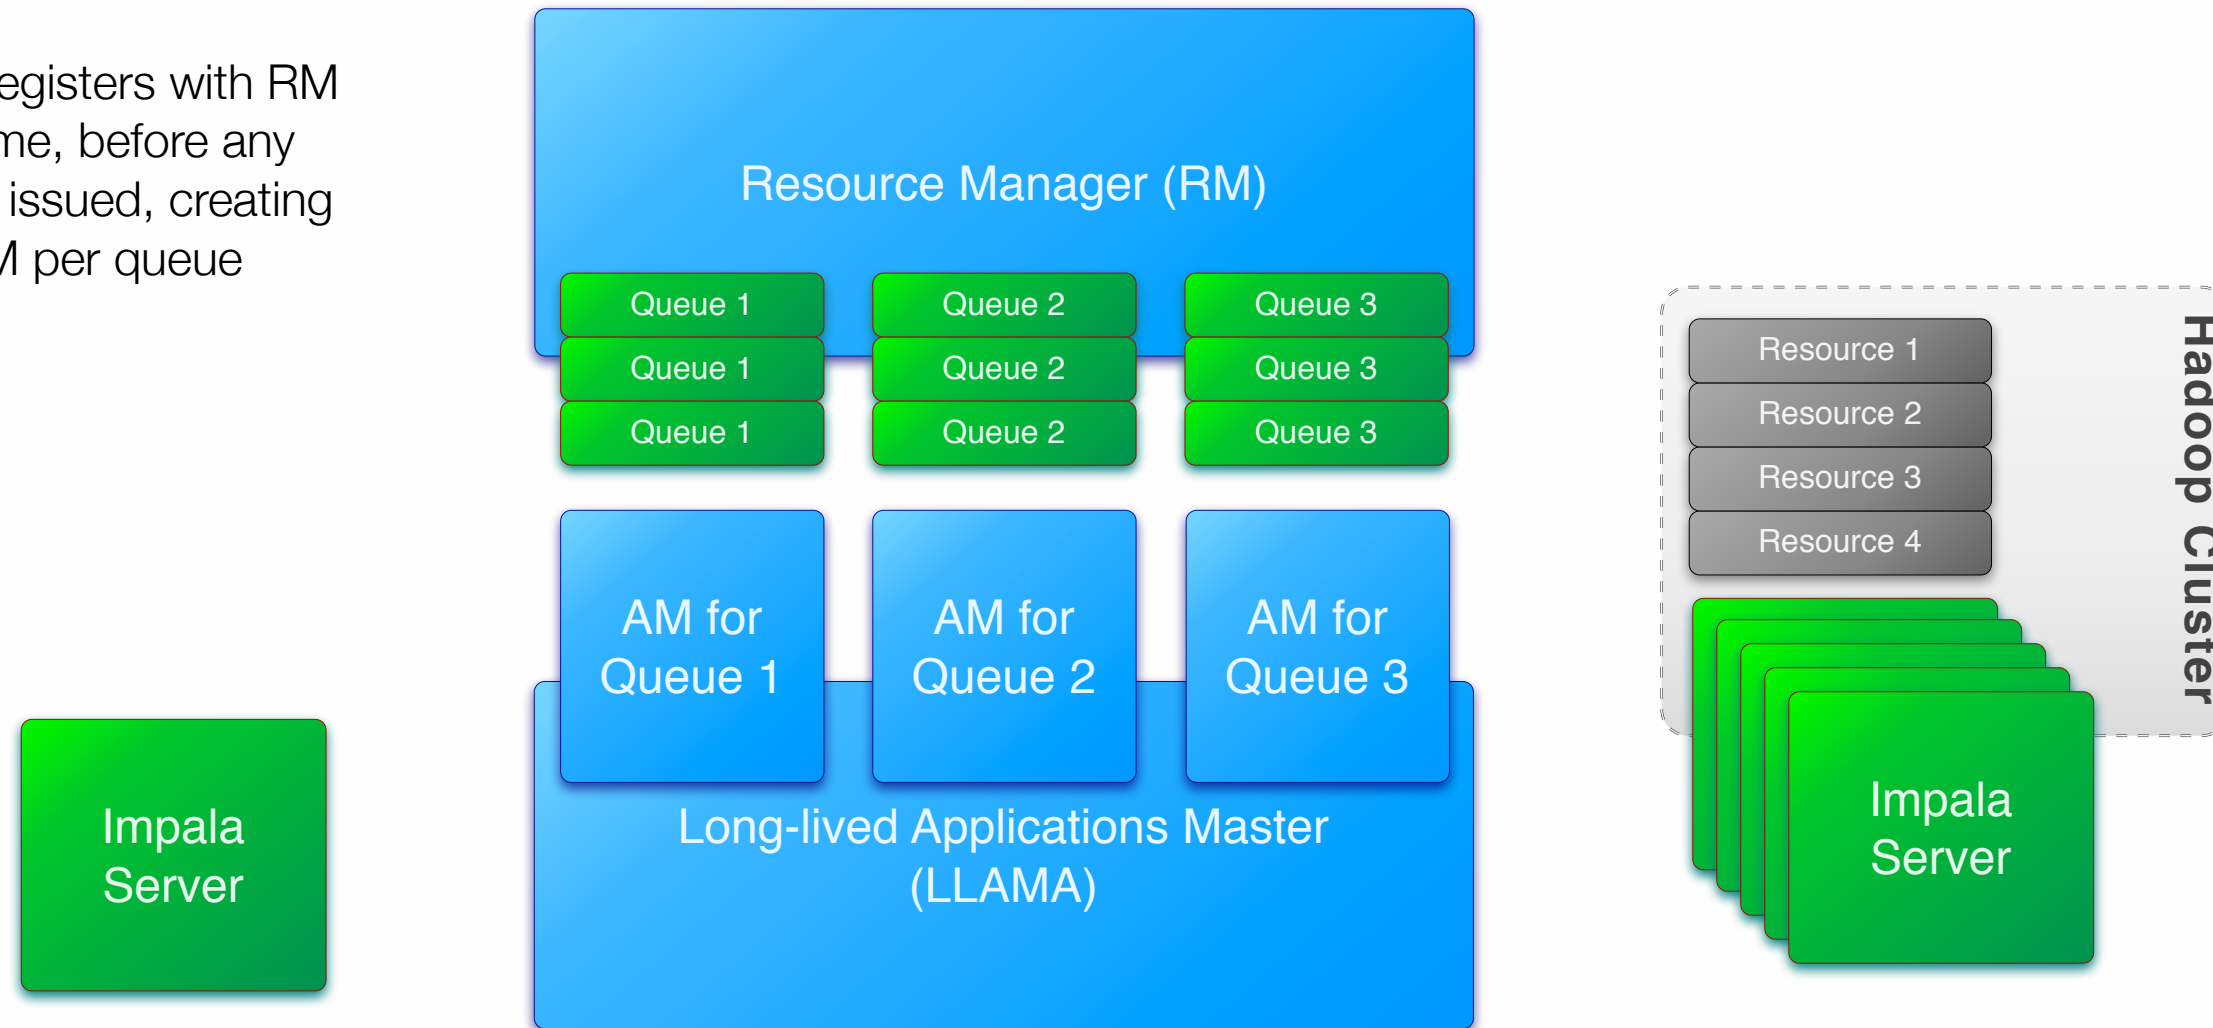 egisters with RM
me, before any
issued, creating
M per queue
Resource Manager (RM)
Queue 1
Queue 2
Queue 3
Queue 1
Queue 2
Queue 3
Queue 1
Queue 2
Queue 3
AM for
Queue 1
AM for
Queue 2
AM for
Queue 3
Long-lived Applications Master
(LLAMA)
Impala
Server
Resource 1
Resource 2
Resource 3
Resource 4
Hadoop Cluster
Impala
Server